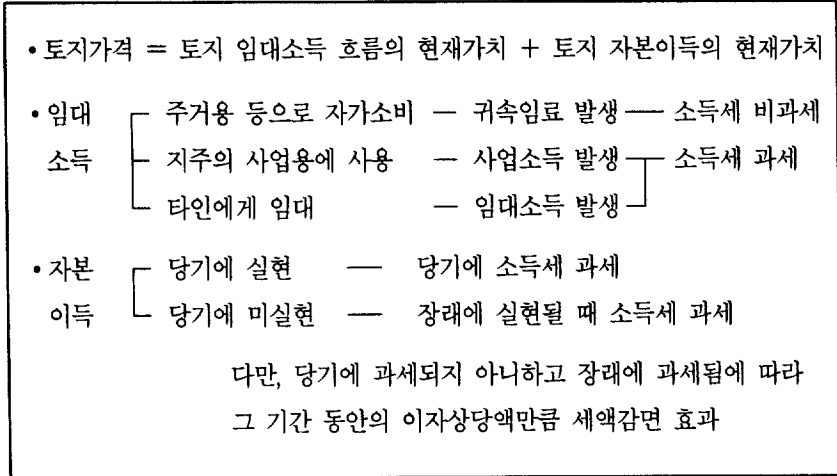 • 토지가격 = 토지 임대소득 흐름의 현재가치 + 토지 자본이득의 현재가치
• 임대 ┌ 주거용 등으로 자가소비 — 귀속임료 발생 — 소득세 비과세
소득 ├ 지주의 사업용에 사용 — 사업소득 발생 ┬ 소득세 과세
└ 타인에게 임대 — 임대소득 발생 ┘
• 자본 ┌ 당기에 실현 — 당기에 소득세 과세
이득 └ 당기에 미실현 — 장래에 실현될 때 소득세 과세
다만, 당기에 과세되지 아니하고 장래에 과세됨에 따라
그 기간 동안의 이자상당액만큼 세액감면 효과